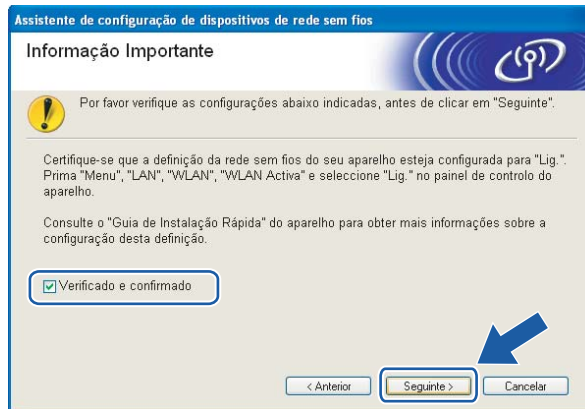 Assistente de configuração de dispositivos de rede sem fios
Informação Importante
Por favor verifique as configurações abaixo indicadas, antes de clicar em "Seguinte".
Certifique-se que a definição da rede sem fios do seu aparelho esteja configurada para "Lig.".
Prima "Menu", "LAN", "WLAN", "WLAN Activa" e seleccione "Lig." no painel de controlo do
aparelho.
Consulte o "Guia de Instalação Rápida" do aparelho para obter mais informações sobre a
configuração desta definição.
Verificado e confirmado
< Anterior
Seguinte >
Cancelar